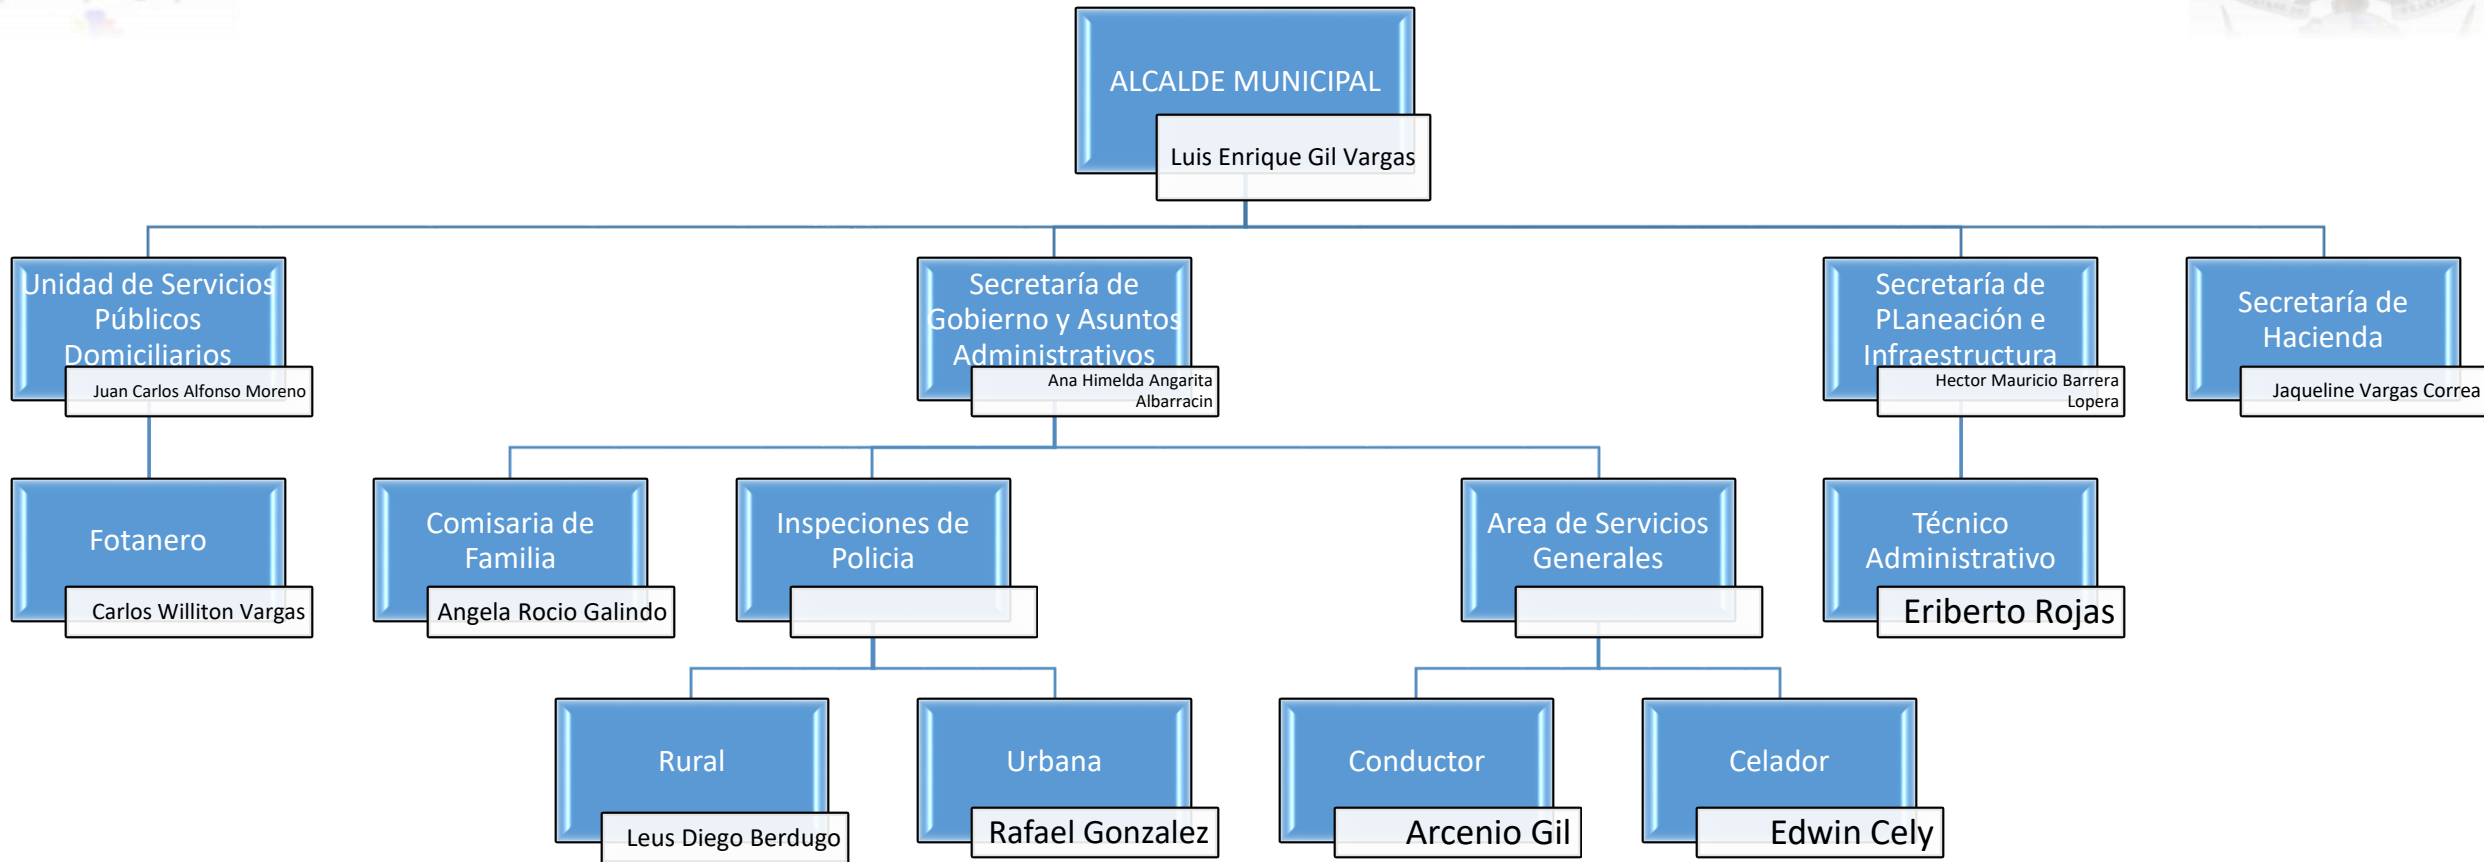 ALCALDE MUNICIPAL
Luis Enrique Gil Vargas
Unidad de Servicios
Públicos
Domiciliarios
Juan Carlos Alfonso Moreno
Secretaría de
Gobierno y Asuntos
Administrativos
Ana Himelda Angarita
Albarracin
Secretaría de
PLaneación e
Infraestructura
Hector Mauricio Barrera
Lopera
Secretaría de
Hacienda
Jaqueline Vargas Correa
Fotanero
Carlos Williton Vargas
Comisaria de
Familia
Angela Rocio Galindo
Inspeciones de
Policia
Area de Servicios
Generales
Técnico
Administrativo
Eriberto Rojas
Rural
Leus Diego Berdugo
Urbana
Rafael Gonzalez
Conductor
Arcenio Gil
Celador
Edwin Cely